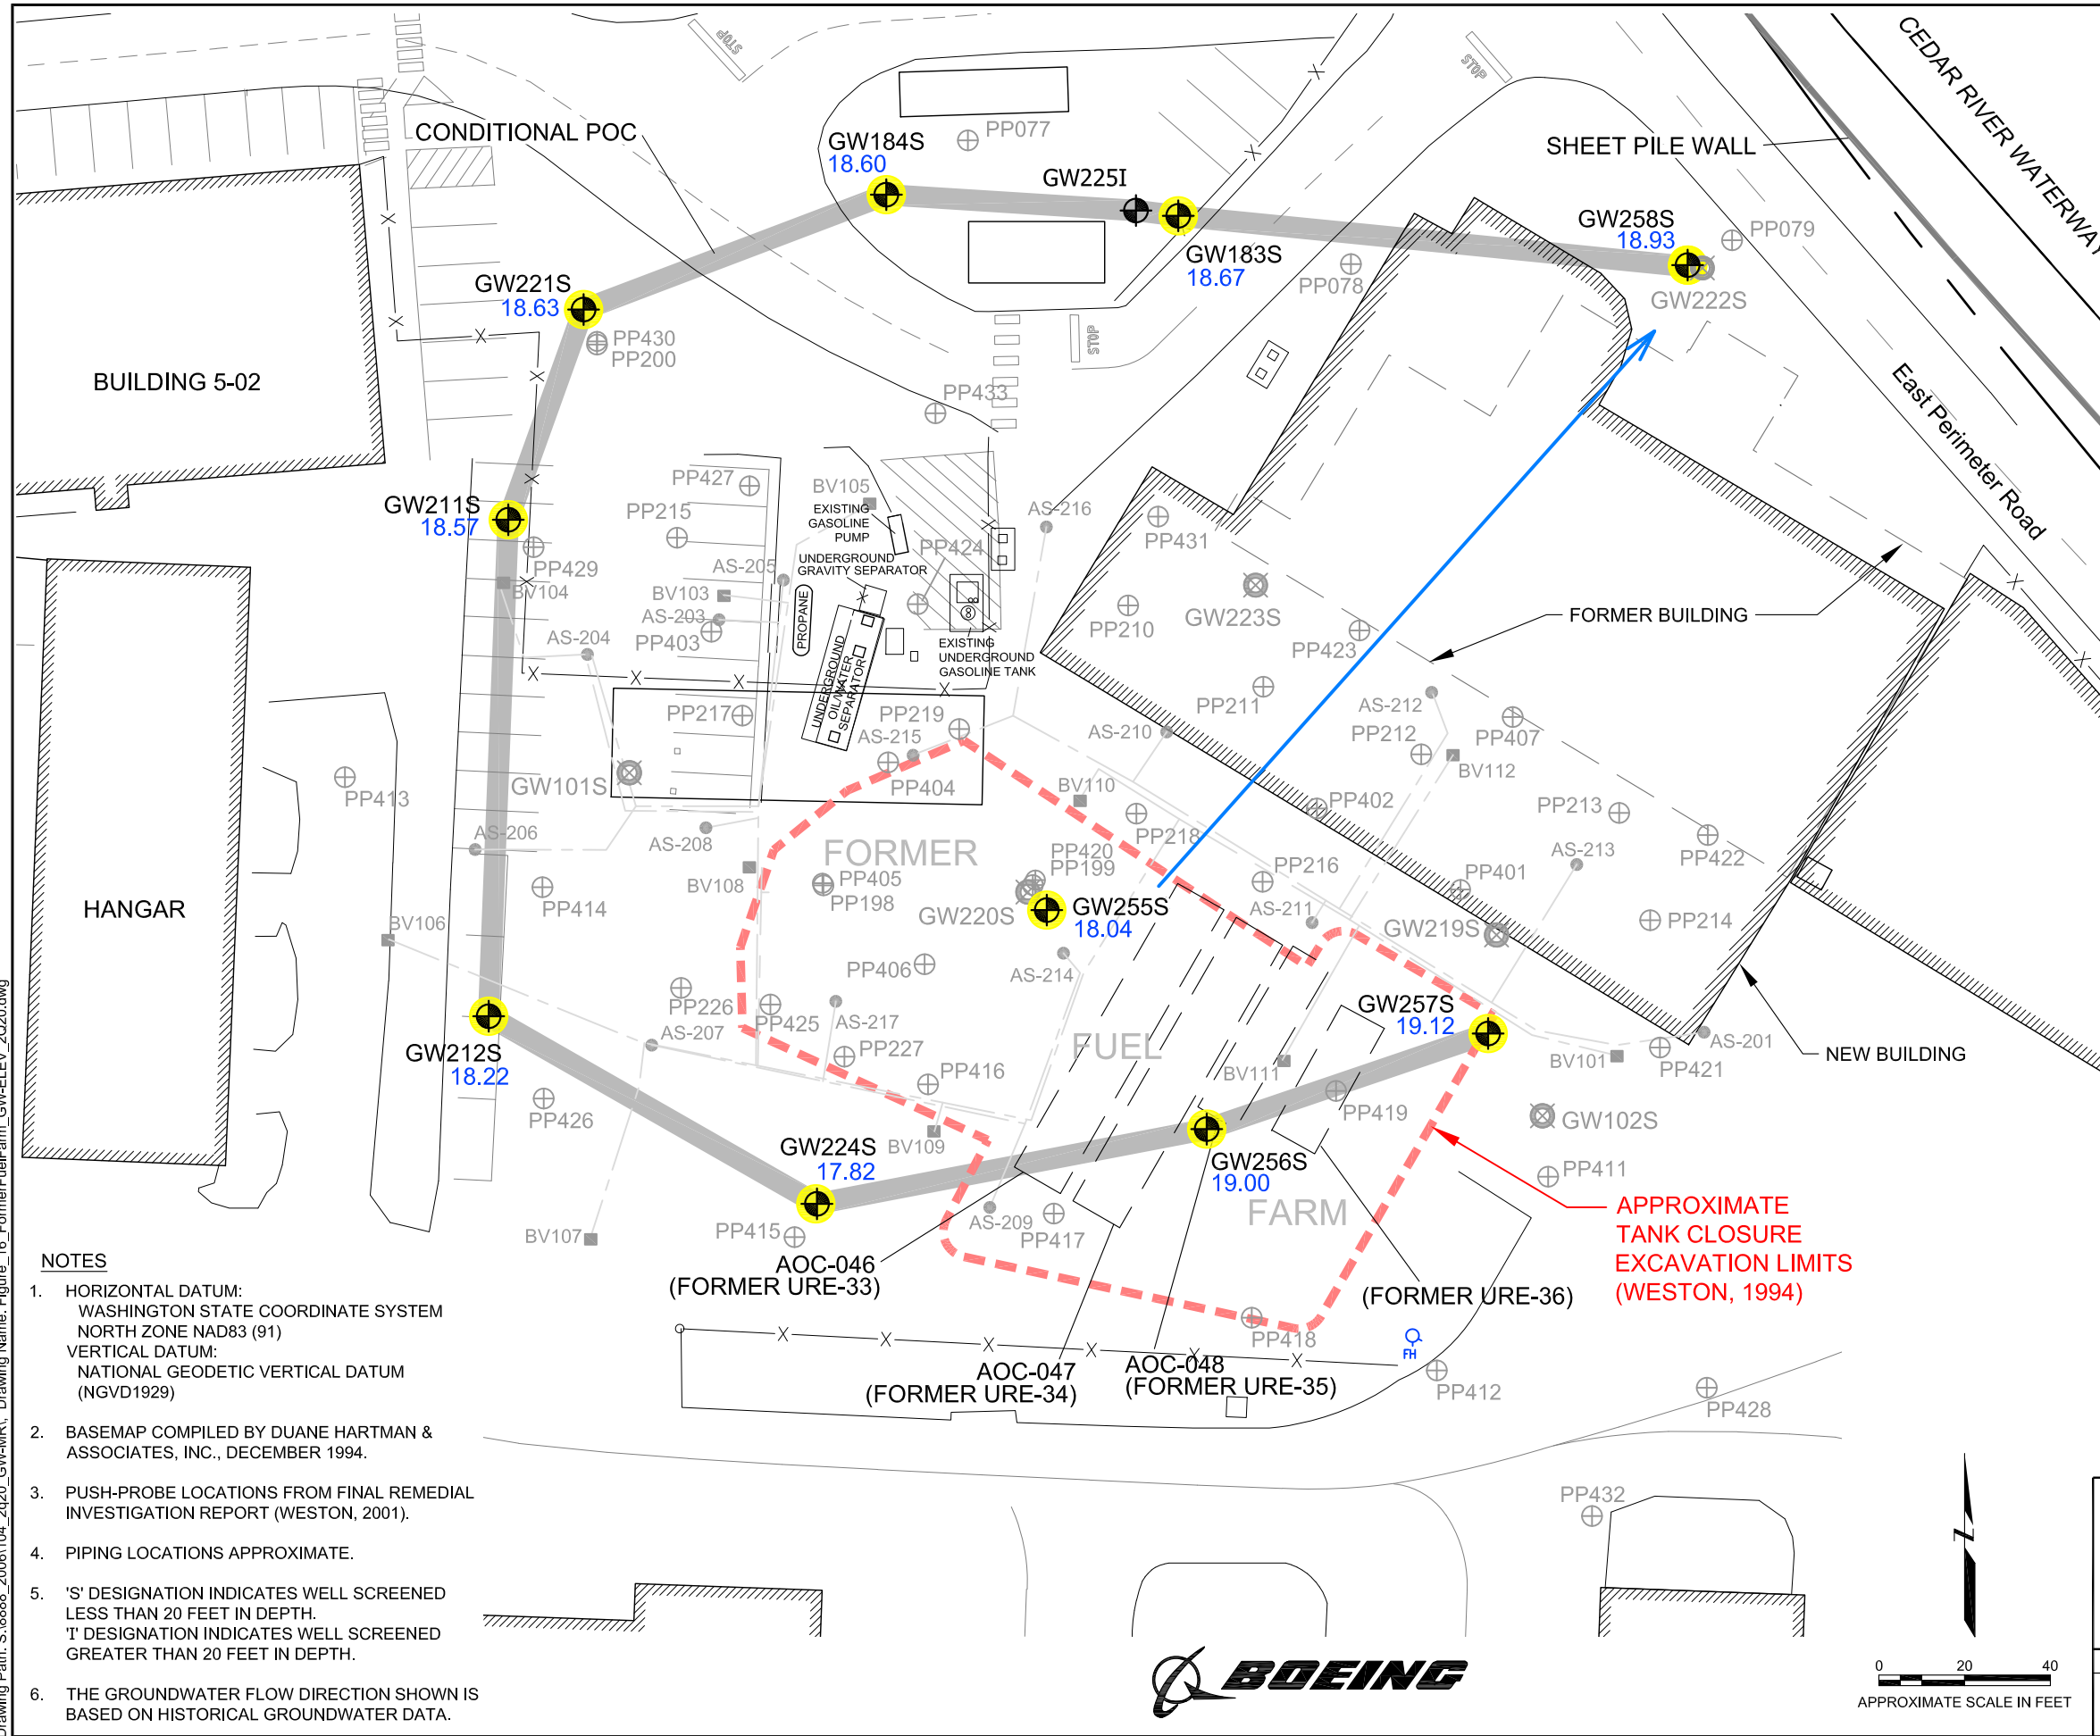 CEDAR RIVER WATERWAY
STOP
STOP
CONDITIONAL POC
GW184S
18.60
PP077
SHEET PILE WALL
GW225I
GW258S
18.93
PP079
GW183S
18.67
PP078
GW222S
GW221S
18.63
PP430
PP200
STOP
BUILDING 5-02
PP433
East Perimeter Road
GW211S
18.57
PP427
BV105
EXISTING
GASOLINE
PUMP
PP215
AS-216
PP431
PP424
UNDERGROUND
GRAVITY SEPARATOR
PP429
BV104
AS-205
BV103
AS-203
PP403
AS-204
PROPANE
UNDERGROUND
OIL/WATER
SEPARATOR
EXISTING
UNDERGROUND
GASOLINE TANK
PP210
GW223S
PP423
FORMER BUILDING
PP217
PP219
AS-215
PP404
AS-210
PP211
AS-212
PP212
PP407
BV112
GW101S
PP413
BV110
PP218
PP402
PP213
AS-206
AS-208
FORMER
PP420
PP199
PP216
AS-213
PP422
BV108
PP405
PP198
PP401
PP414
HANGAR
BV106
GW220S
GW255S
18.04
AS-211
GW219S
PP214
PP406
AS-214
PP226
PP425
AS-217
GW257S
19.12
AS-201
GW212S
18.22
AS-207
PP227
FUEL
BV111
BV101
PP421
NEW BUILDING
PP416
PP419
PP426
GW102S
BV109
GW224S
17.82
GW256S
19.00
PP411
FARM
AS-209
PP417
BV107
PP415
APPROXIMATE
TANK CLOSURE
EXCAVATION LIMITS
(WESTON, 1994)
AOC-046
(FORMER URE-33)
(FORMER URE-36)
PP418
FH
AOC-047
(FORMER URE-34)
AOC-048
(FORMER URE-35)
PP412
PP428
PP432
NOTES
1. HORIZONTAL DATUM:
WASHINGTON STATE COORDINATE SYSTEM
NORTH ZONE NAD83 (91)
VERTICAL DATUM:
NATIONAL GEODETIC VERTICAL DATUM
(NGVD1929)
2. BASEMAP COMPILED BY DUANE HARTMAN &
ASSOCIATES, INC., DECEMBER 1994.
3. PUSH-PROBE LOCATIONS FROM FINAL REMEDIAL
INVESTIGATION REPORT (WESTON, 2001).
4. PIPING LOCATIONS APPROXIMATE.
5. 'S' DESIGNATION INDICATES WELL SCREENED
LESS THAN 20 FEET IN DEPTH.
'I' DESIGNATION INDICATES WELL SCREENED
GREATER THAN 20 FEET IN DEPTH.
6. THE GROUNDWATER FLOW DIRECTION SHOWN IS
BASED ON HISTORICAL GROUNDWATER DATA.
BOEING
N
0 20 40
APPROXIMATE SCALE IN FEET